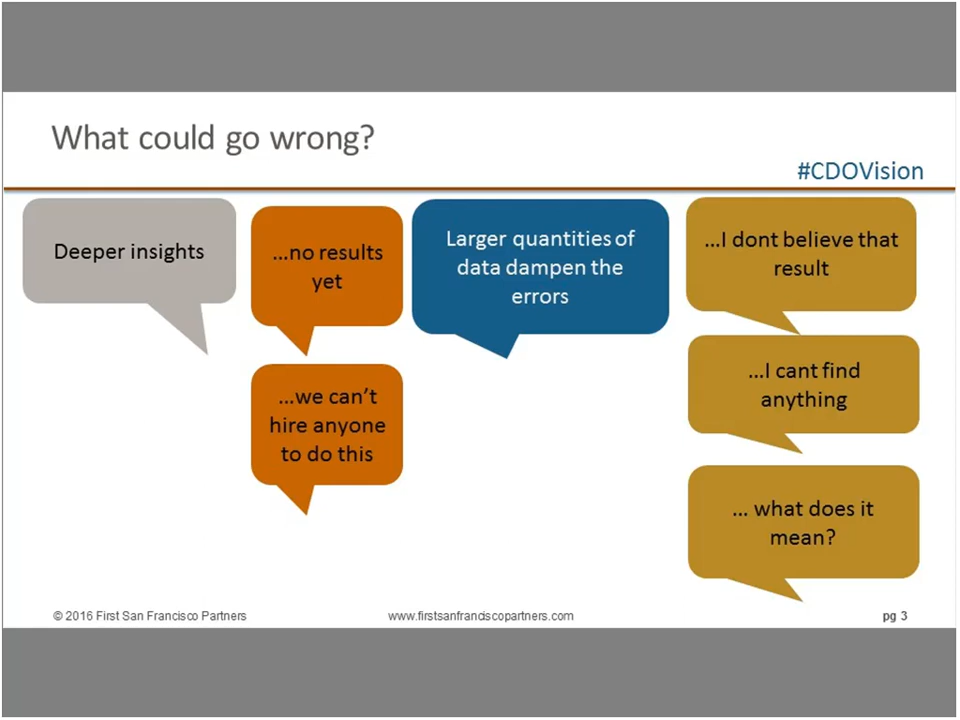 What could go wrong?
#CDOVision
Deeper insights
...no results
yet
...we can't
hire anyone
to do this
Larger quantities of
data dampen the
errors
...I dont believe that
result
...I cant find
anything
... what does it
mean?
© 2016 First San Francisco Partners
www.firstsanfranciscopartners.com
pg 3